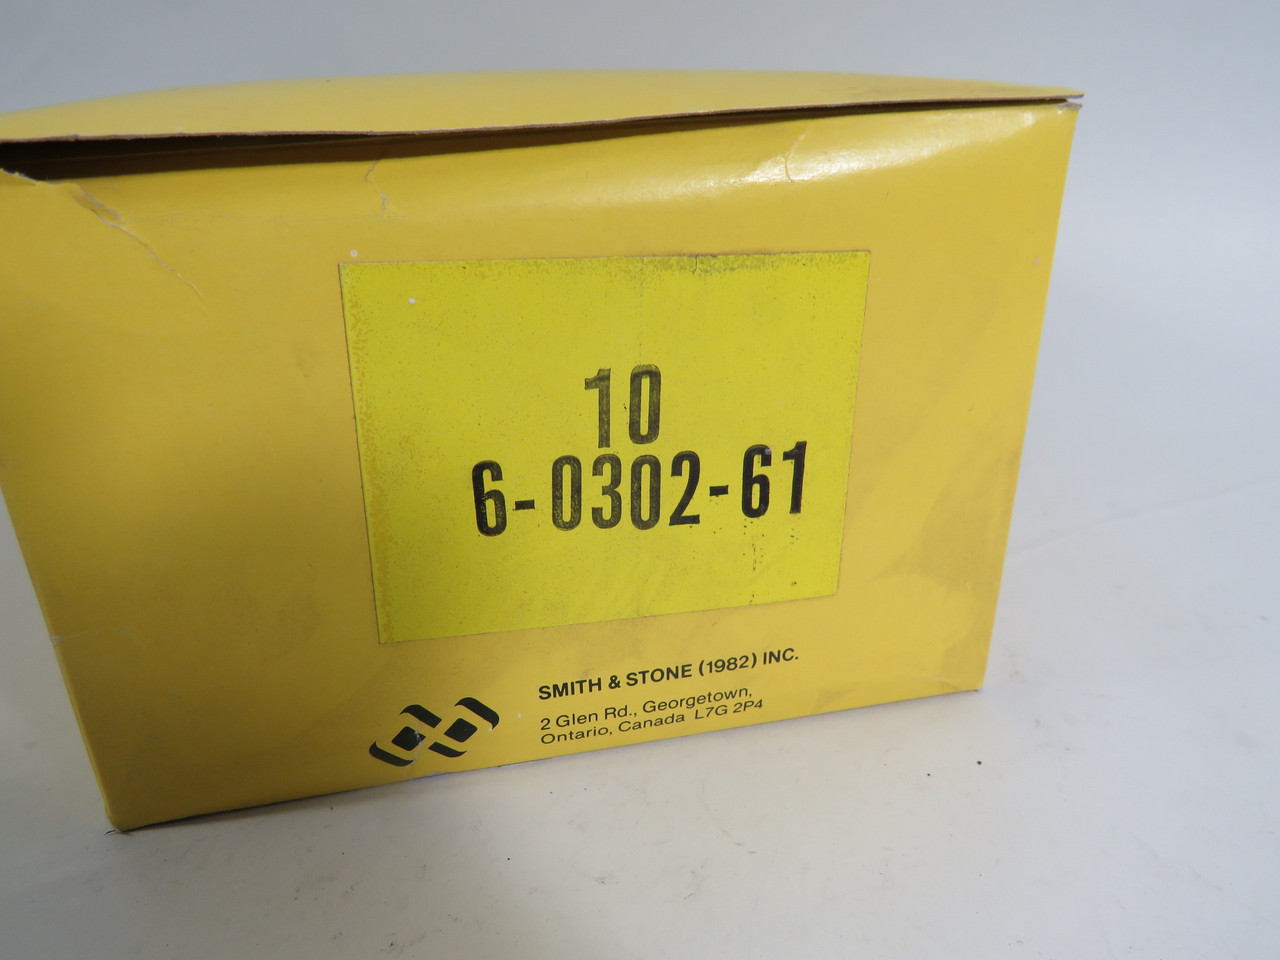 10
6-0302-61
SMITH & STONE (1982) INC.
2 Glen Rd., Georgetown,
Ontario, Canada L7G 2P4